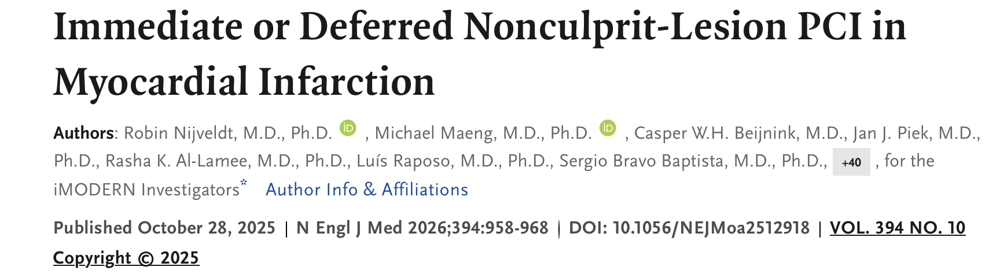 Immediate or Deferred Nonculprit-Lesion PCI in
Myocardial Infarction
Authors: Robin Nijveldt, M.D., Ph.D. iD , Michael Maeng, M.D., Ph.D. iD , Casper W.H. Beijnink, M.D., Jan J. Piek, M.D.,
Ph.D., Rasha K. Al-Lamee, M.D., Ph.D., Luís Raposo, M.D., Ph.D., Sergio Bravo Baptista, M.D., Ph.D., +40 , for the
iMODERN Investigators* Author Info & Affiliations
Published October 28, 2025 | N Engl J Med 2026;394:958-968 | DOI: 10.1056/NEJMoa2512918 | VOL. 394 NO. 10
Copyright © 2025